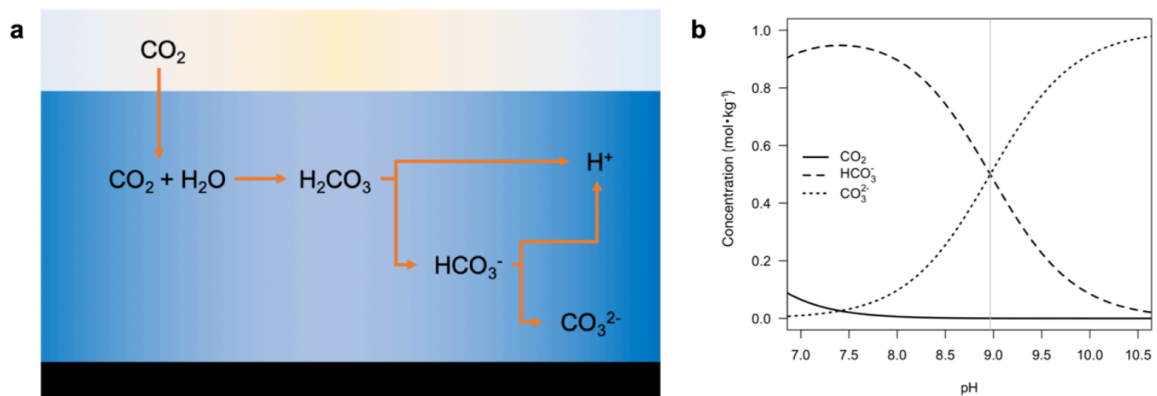 a
CO₂
CO₂ + H₂O
H₂CO₃
H⁺
HCO₃⁻
CO₃²⁻
b
Concentration (mol•kg⁻¹)
1.0
0.8
0.6
0.4
0.2
0.0
CO₂
HCO₃⁻
CO₃²⁻
7.0 7.5 8.0 8.5 9.0 9.5 10.0 10.5
pH